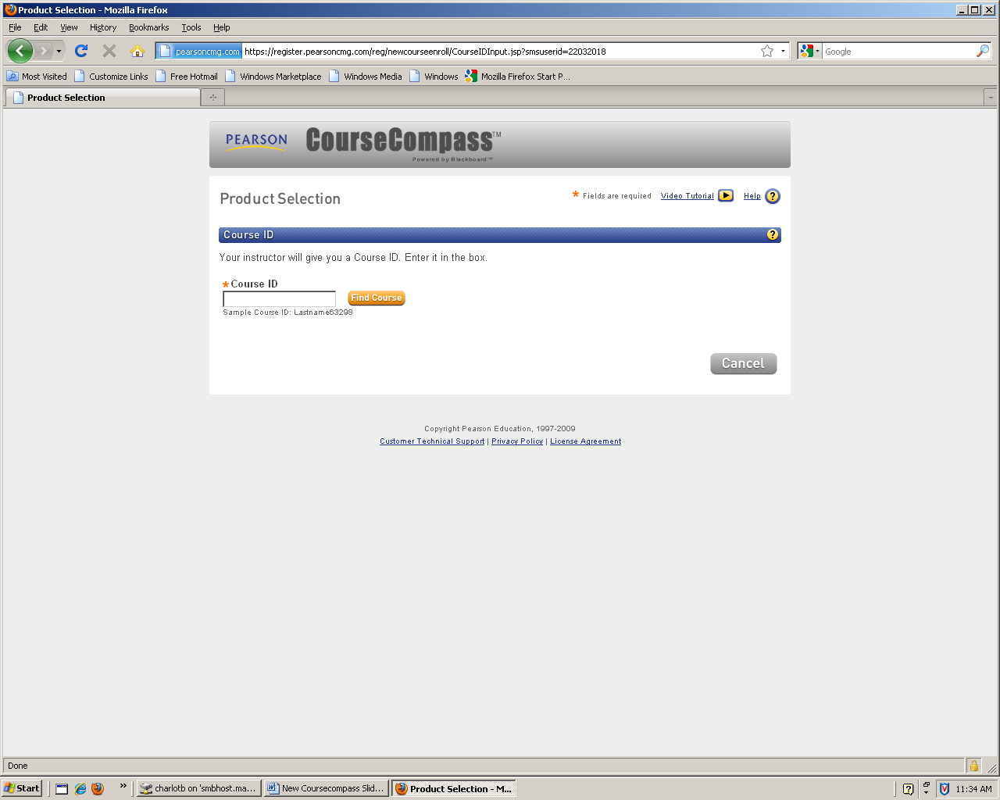 Product Selection - Mozilla Firefox
File Edit View History Bookmarks Tools Help
pearsoncmg.com https://register.pearsoncmg.com/reg/newcourseenroll/CourseIDInput.jsp?smsuserid=22032018 Google
Most Visited Customize Links Free Hotmail Windows Marketplace Windows Media Windows Mozilla Firefox Start P...
Product Selection
PEARSON CourseCompass™
Powered by Blackboard™
Product Selection * Fields are required Video Tutorial Help ?
Course ID ?
Your instructor will give you a Course ID. Enter it in the box.
* Course ID
Find Course
Sample Course ID: Lastname63298
Cancel
Copyright Pearson Education, 1997-2009
Customer Technical Support | Privacy Policy | License Agreement
Done
Start » charlotb on 'smbhost.ma... New Coursecompass Slid... Product Selection - M... 11:34 AM